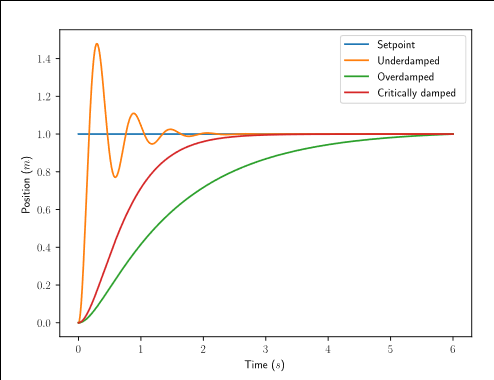 Setpoint
Underdamped
Overdamped
Critically damped
1.4
1.2
1.0
0.8
0.6
0.4
0.2
0.0
Position (m)
0 1 2 3 4 5 6
Time (s)